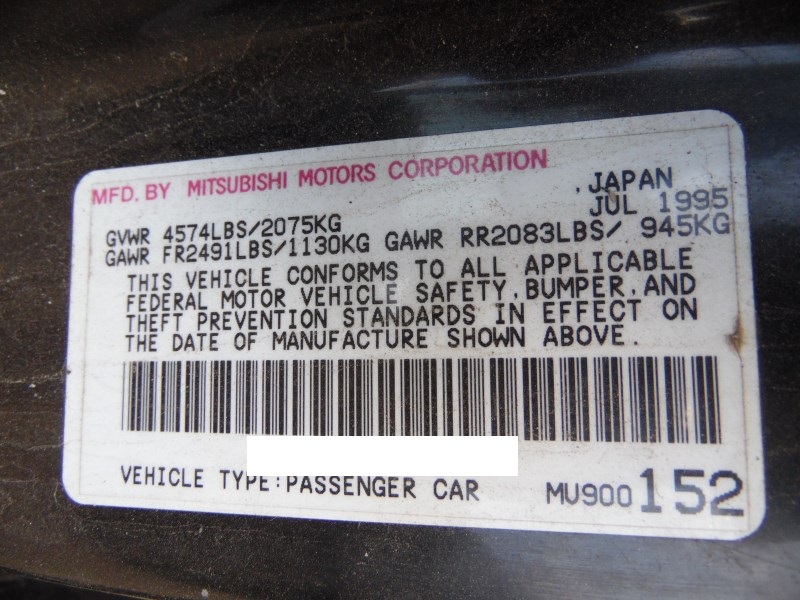 MFD. BY MITSUBISHI MOTORS CORPORATION
.JAPAN
JUL 1995
GVWR 4574LBS/2075KG
GAWR FR2491LBS/1130KG GAWR RR2083LBS/ 945KG
THIS VEHICLE CONFORMS TO ALL APPLICABLE
FEDERAL MOTOR VEHICLE SAFETY,BUMPER,AND
THEFT PREVENTION STANDARDS IN EFFECT ON
THE DATE OF MANUFACTURE SHOWN ABOVE.
VEHICLE TYPE:PASSENGER CAR MU900152